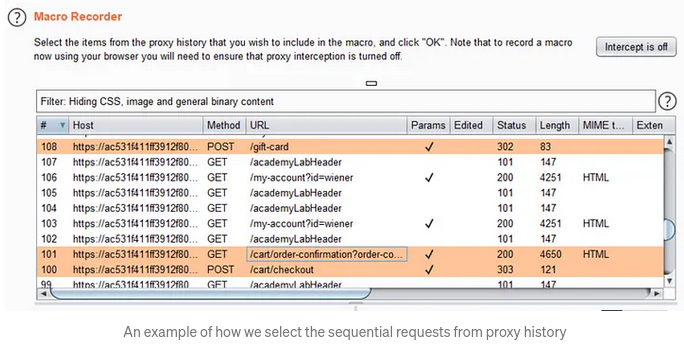 Macro Recorder
Select the items from the proxy history that you wish to include in the macro, and click "OK". Note that to record a macro
now using your browser you will need to ensure that proxy interception is turned off.
Intercept is off
Filter: Hiding CSS, image and general binary content
# Host Method URL Params Edited Status Length MIME t... Exten
108 https://ac531f411ff3912f80... POST /gift-card ✓ 302 83
107 https://ac531f411ff3912f80... GET /academyLabHeader 101 147
106 https://ac531f411ff3912f80... GET /my-account?id=wiener ✓ 200 4251 HTML
105 https://ac531f411ff3912f80... GET /academyLabHeader 101 147
104 https://ac531f411ff3912f80... GET /academyLabHeader 101 147
103 https://ac531f411ff3912f80... GET /my-account?id=wiener ✓ 200 4251 HTML
102 https://ac531f411ff3912f80... GET /academyLabHeader 101 147
101 https://ac531f411ff3912f80... GET /cart/order-confirmation?order-co... ✓ 200 4650 HTML
100 https://ac531f411ff3912f80... POST /cart/checkout ✓ 303 121
99 https://ac531f411ff3912f80... GET /academyLabHeader 101 147
An example of how we select the sequential requests from proxy history